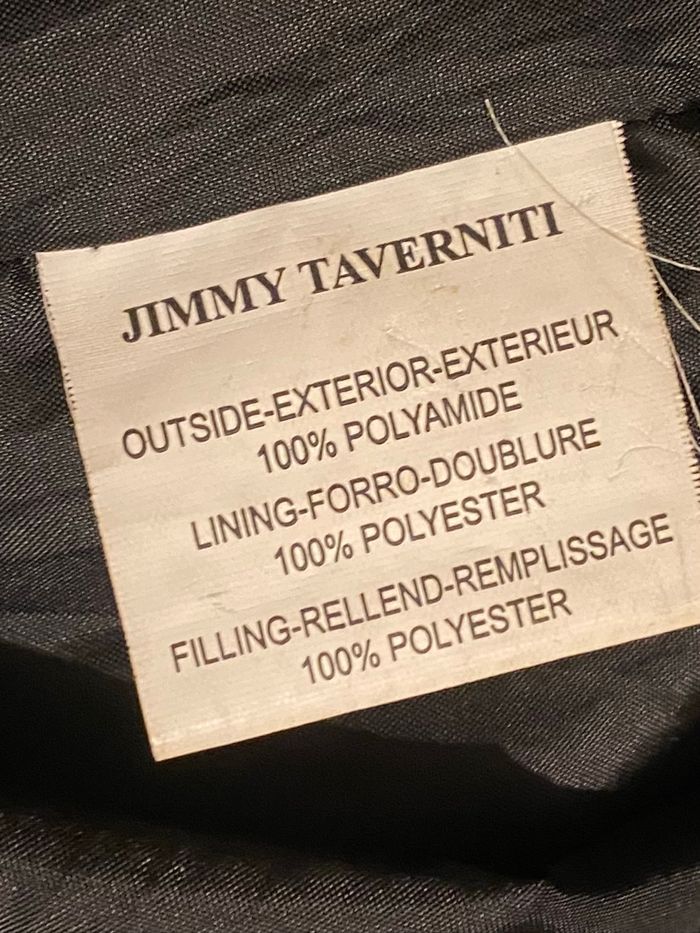 JIMMY TAVERNITI
OUTSIDE-EXTERIOR-EXTERIEUR
100% POLYAMIDE
LINING-FORRO-DOUBLURE
100% POLYESTER
FILLING-RELLEND-REMPLISSAGE
100% POLYESTER